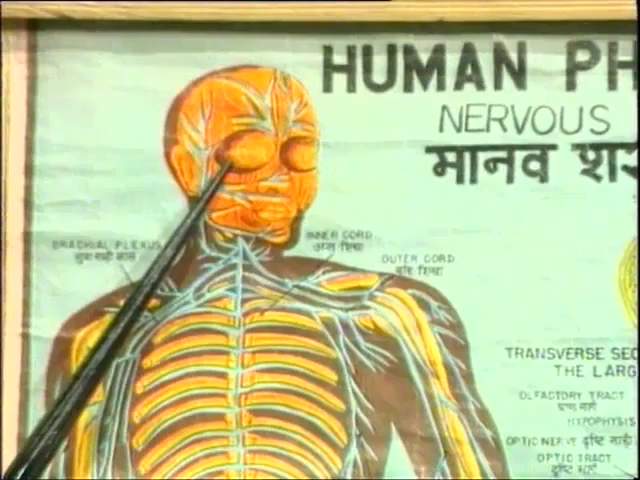 HUMAN PH
NERVOUS
मानव शर
BRACHIAL PLEXUS
INNER CORD
OUTER CORD
TRANSVERSE SEC
THE LARG
OLFACTORY TRACT
HYPOPHYSIS
OPTIC NERVE दृष्टि नाड़ी
OPTIC TRACT